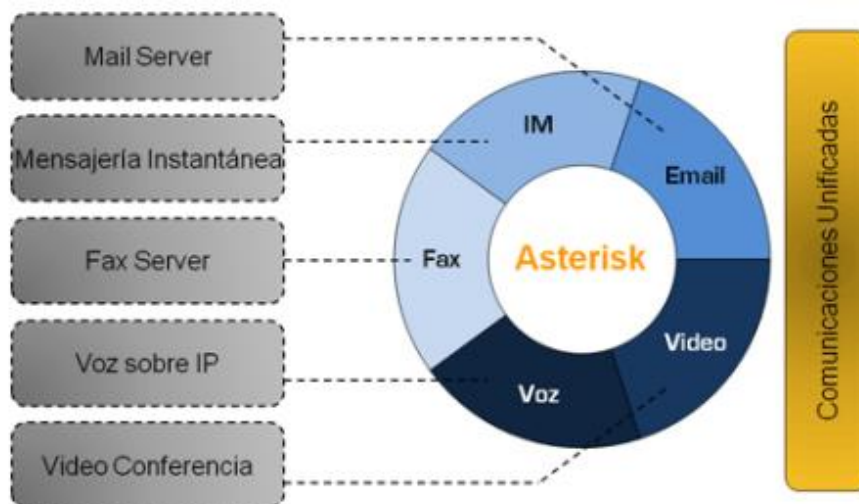 Mail Server
Mensajería Instantánea
Fax Server
Voz sobre IP
Video Conferencia
IM
Email
Fax
Asterisk
Video
Voz
Comunicaciones Unificadas